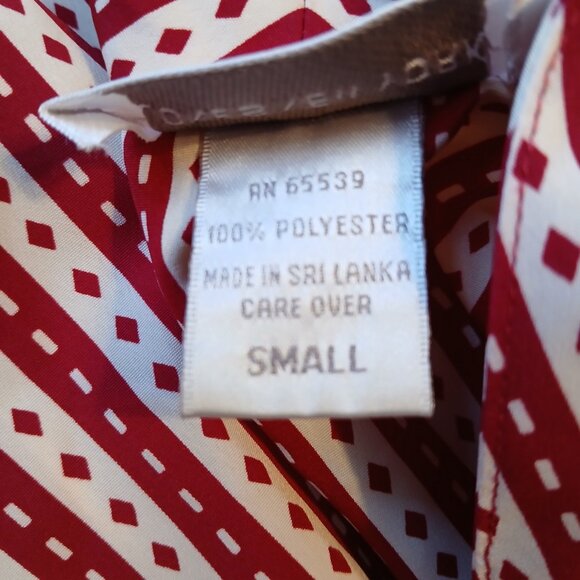 RN 65539
100% POLYESTER
MADE IN SRI LANKA
CARE OVER
SMALL